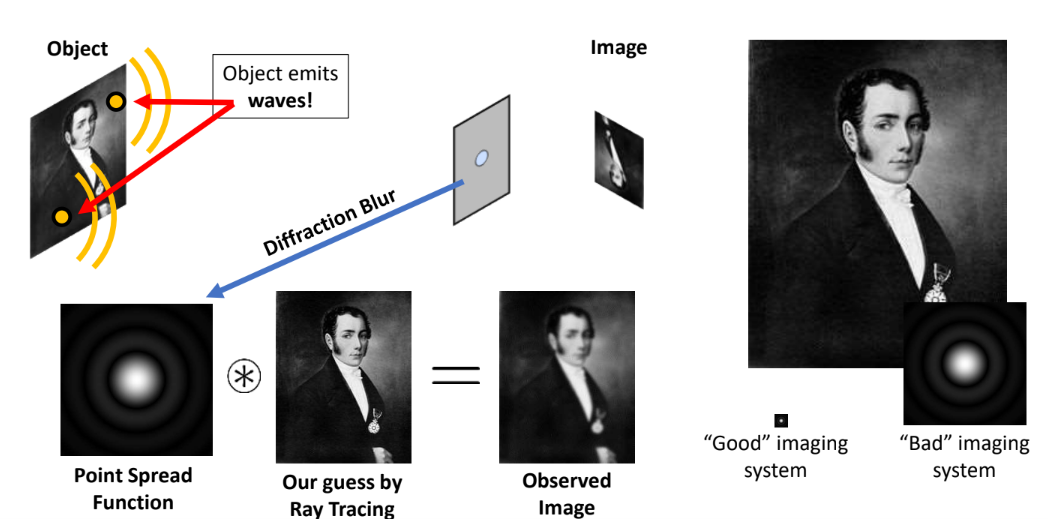 Object
Image
Object emits
waves!
Diffraction Blur
Point Spread
Function
Our guess by
Ray Tracing
Observed
Image
“Good” imaging
system
“Bad” imaging
system